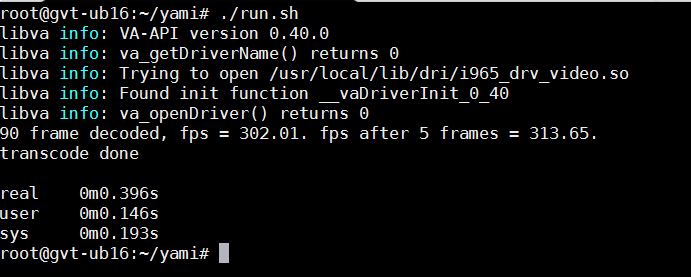 root@gvt-ub16:~/yami# ./run.sh
libva info: VA-API version 0.40.0
libva info: va_getDriverName() returns 0
libva info: Trying to open /usr/local/lib/dri/i965_drv_video.so
libva info: Found init function __vaDriverInit_0_40
libva info: va_openDriver() returns 0
90 frame decoded, fps = 302.01. fps after 5 frames = 313.65.
transcode done
real 0m0.396s
user 0m0.146s
sys 0m0.193s
root@gvt-ub16:~/yami#